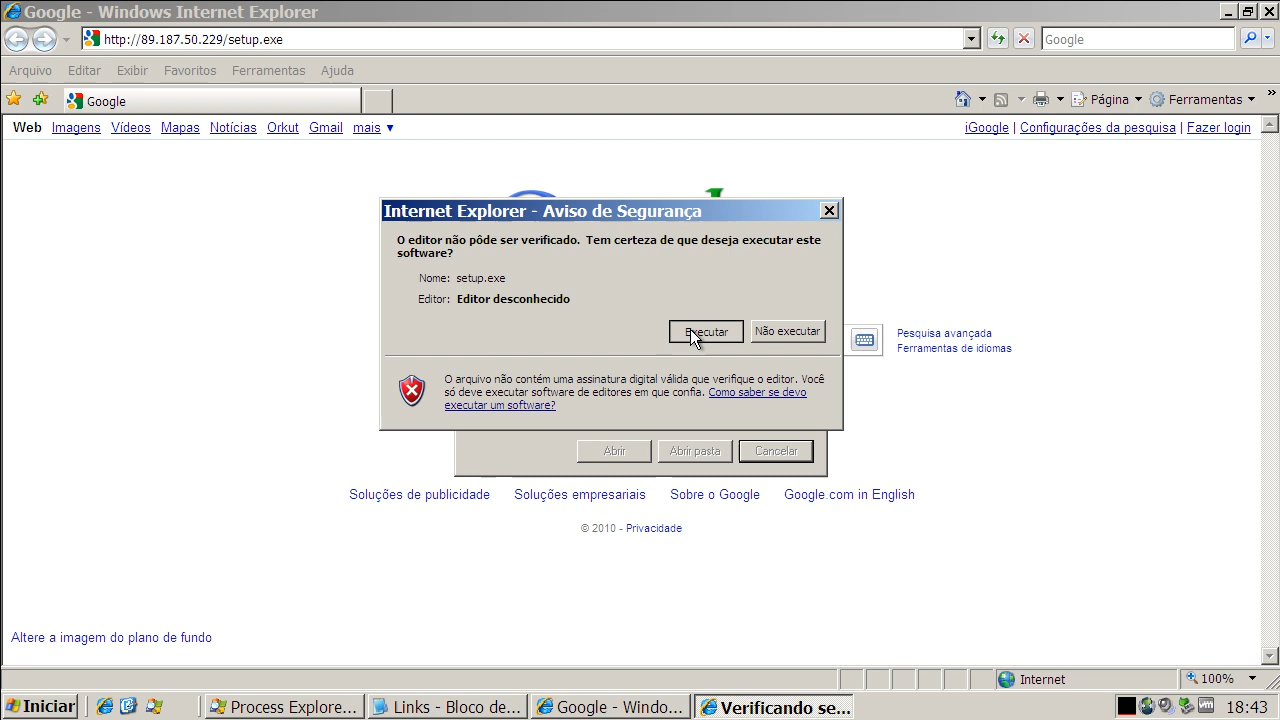 Google - Windows Internet Explorer
http://89.187.50.229/setup.exe
Google
Arquivo Editar Exibir Favoritos Ferramentas Ajuda
Google
Página Ferramentas »
Web Imagens Vídeos Mapas Notícias Orkut Gmail mais ▼
iGoogle | Configurações da pesquisa | Fazer login
Internet Explorer - Aviso de Segurança
O editor não pôde ser verificado. Tem certeza de que deseja executar este
software?
Nome: setup.exe
Editor: Editor desconhecido
Executar Não executar
Pesquisa avançada
Ferramentas de idiomas
O arquivo não contém uma assinatura digital válida que verifique o editor. Você
só deve executar software de editores em que confia. Como saber se devo
executar um software?
Abrir Abrir pasta Cancelar
Soluções de publicidade Soluções empresariais Sobre o Google Google.com in English
© 2010 - Privacidade
Altere a imagem do plano de fundo
Internet 100%
Iniciar Process Explore... Links - Bloco de... Google - Windo... Verificando se... 18:43